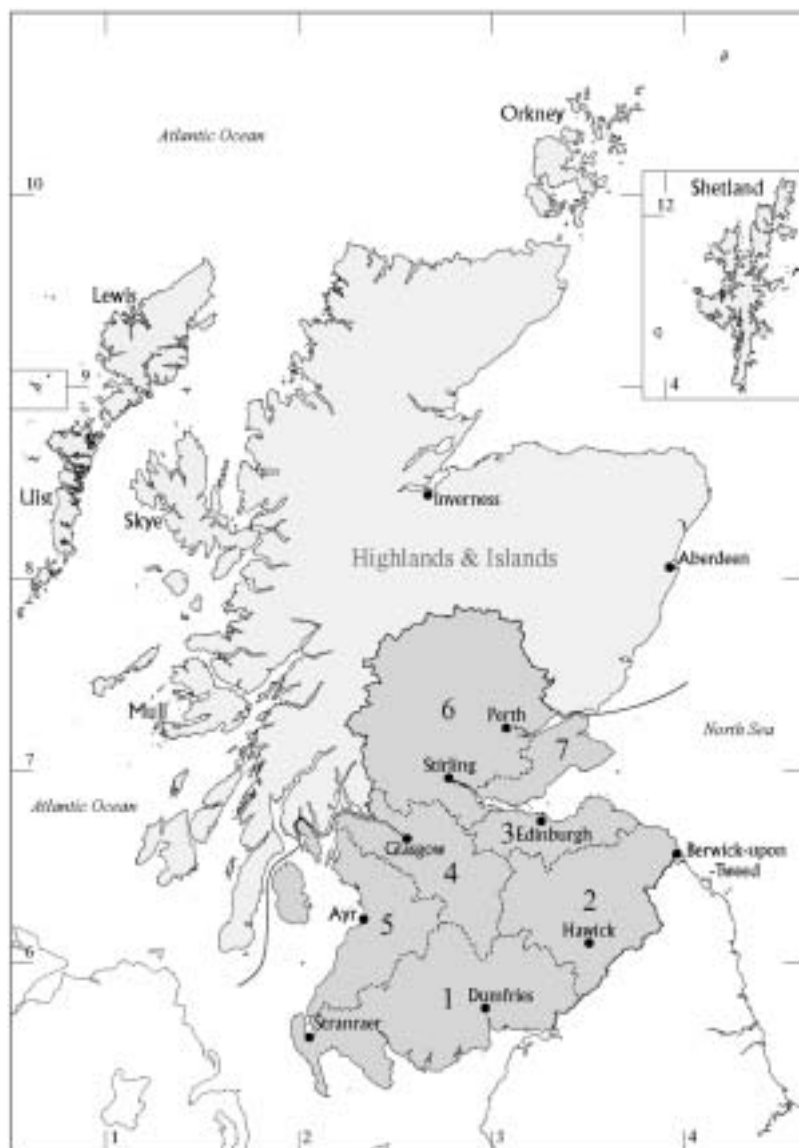 Orkney
Atlantic Ocean
10
Shetland
12
Lewis
9
4
Uist
Skye
Inverness
Highlands & Islands
Aberdeen
8
6
Perth
Mull
7
North Sea
7
Stirling
Atlantic Ocean
3
Edinburgh
Glasgow
Berwick-upon
-Tweed
4
2
Ayr
5
Hawick
6
1
Dumfries
Stranraer
1
2
3
4